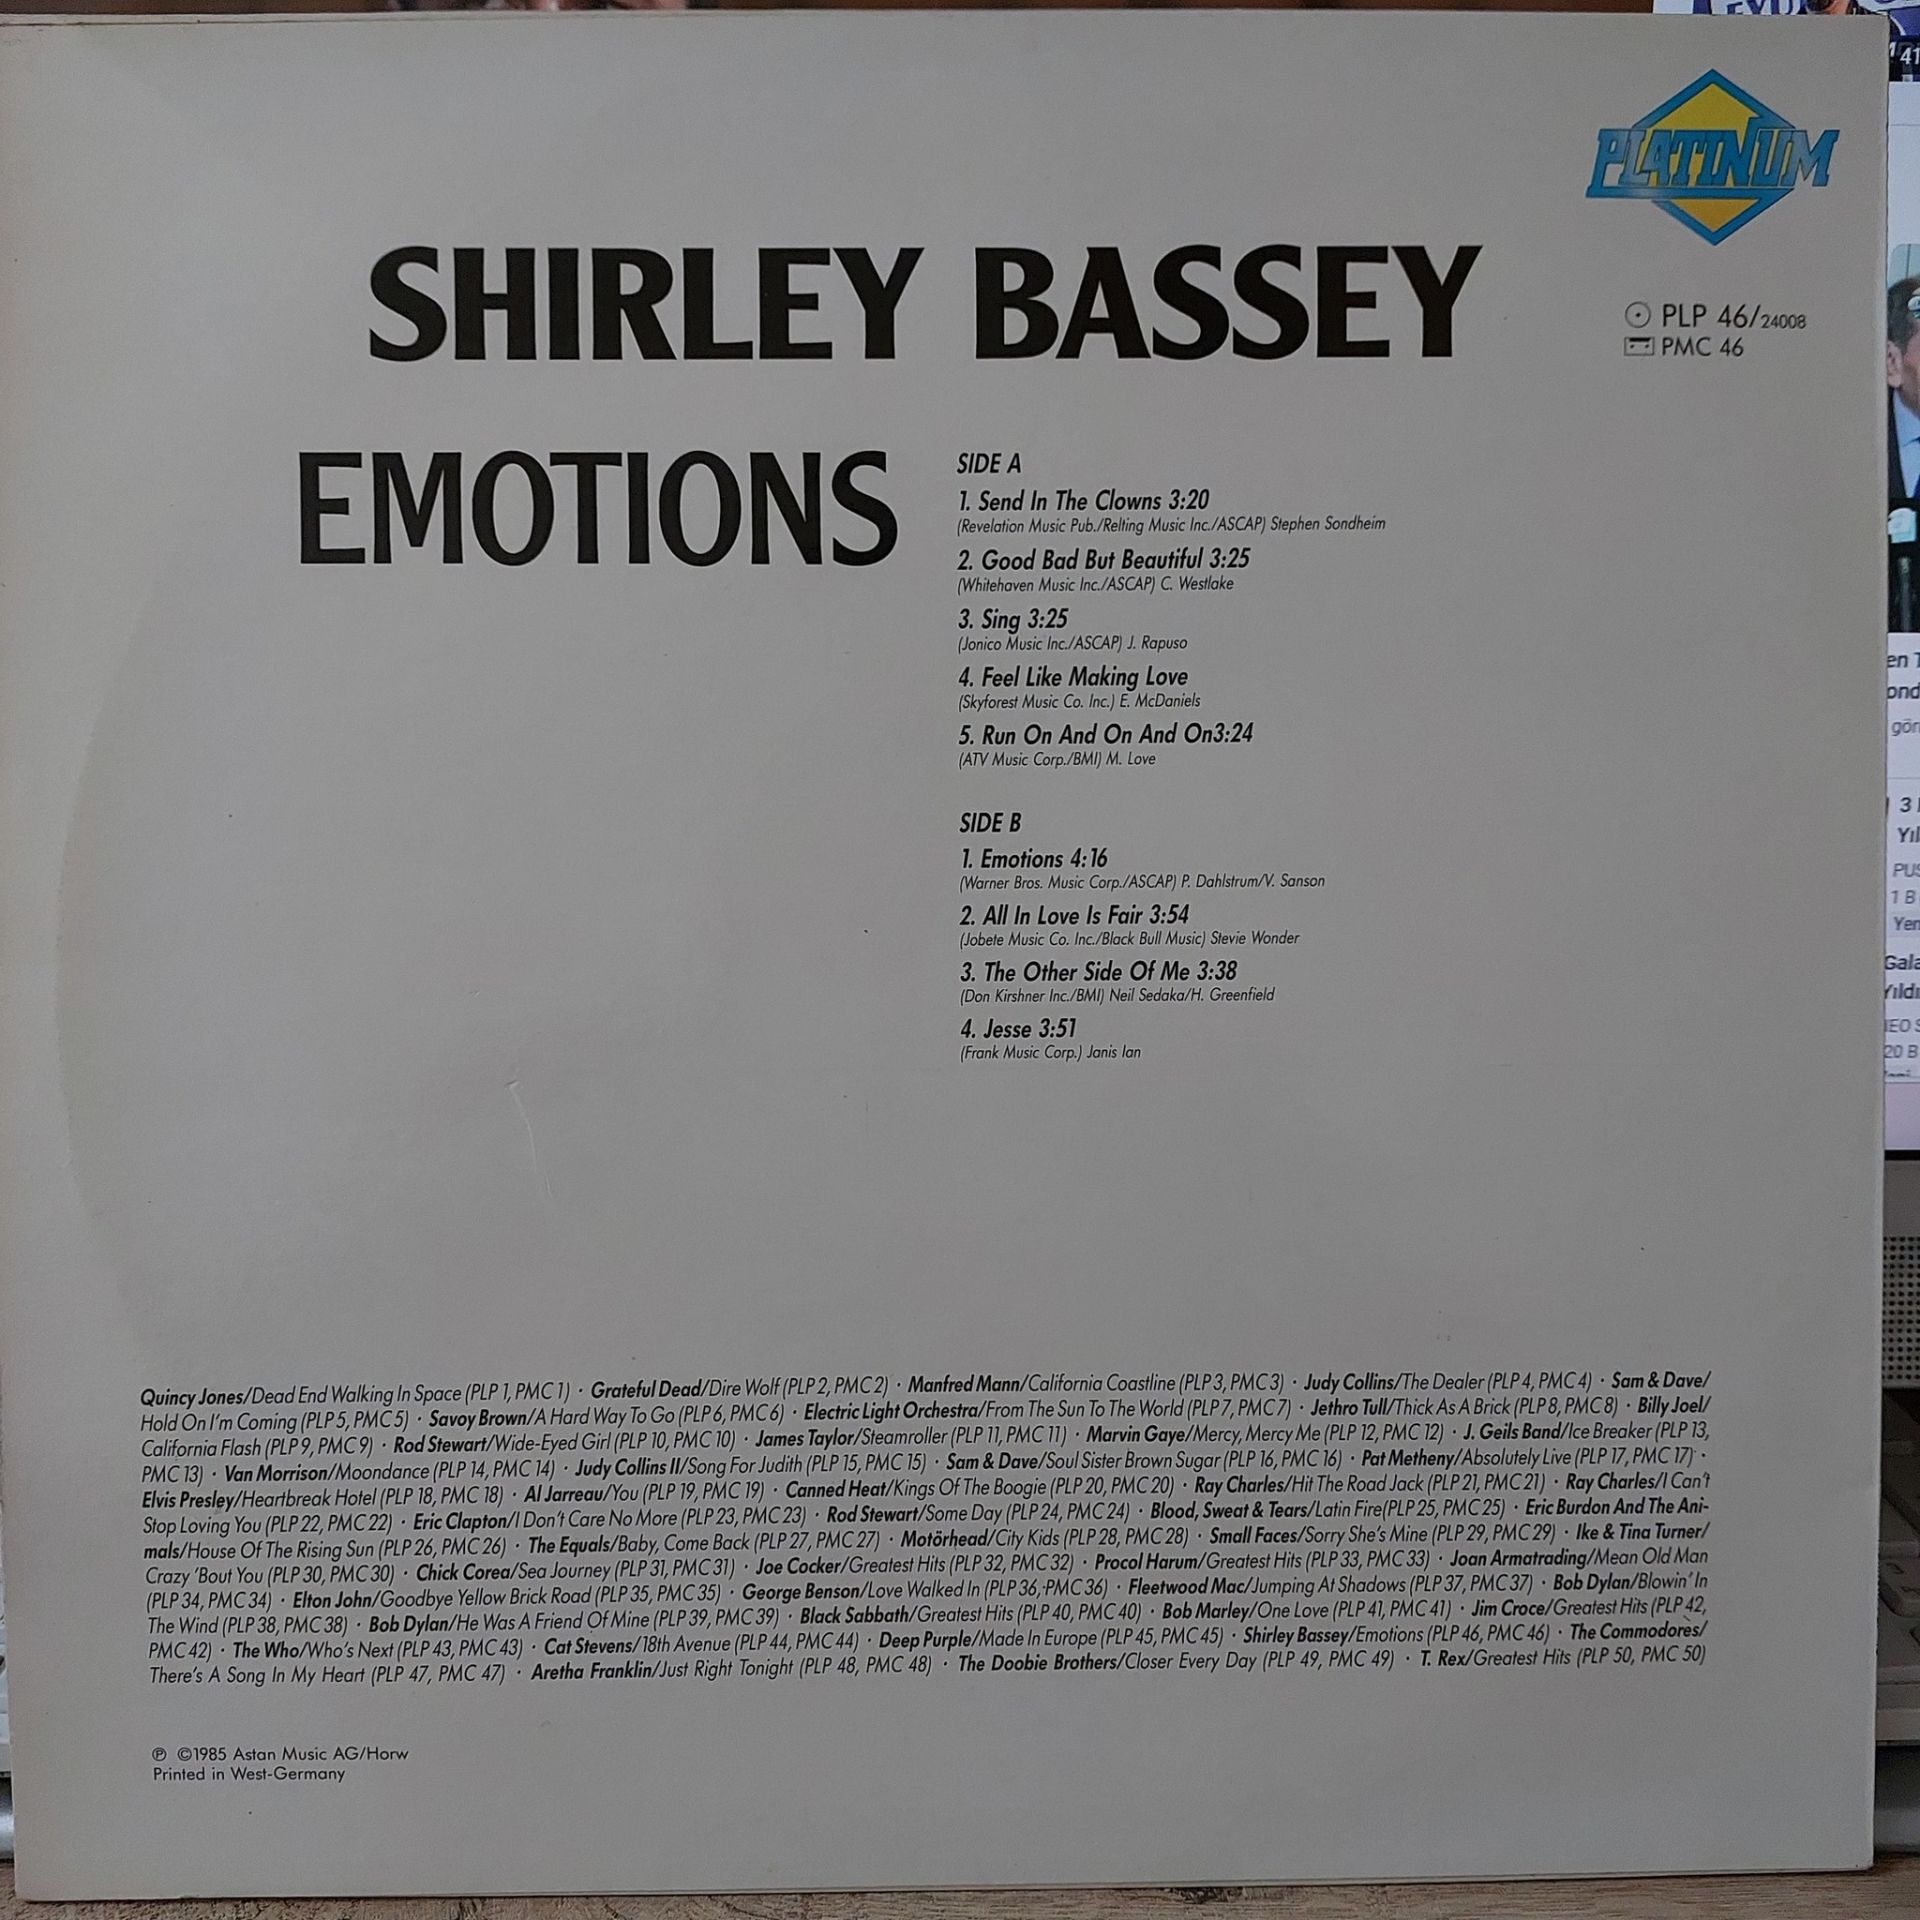 PLATINUM
SHIRLEY BASSEY
PLP 46/24008
PMC 46
EMOTIONS
SIDE A
1. Send In The Clowns 3:20
(Revelation Music Pub./Relting Music Inc./ASCAP) Stephen Sondheim
2. Good Bad But Beautiful 3:25
(Whitehaven Music Inc./ASCAP) C. Westlake
3. Sing 3:25
(Jonico Music Inc./ASCAP) J. Rapuso
4. Feel Like Making Love
(Skyforest Music Co. Inc.) E. McDaniels
5. Run On And On And On3:24
(ATV Music Corp./BMI) M. Love
SIDE B
1. Emotions 4:16
(Warner Bros. Music Corp./ASCAP) P. Dahlstrum/V. Sanson
2. All In Love Is Fair 3:54
(Jobete Music Co. Inc./Black Bull Music) Stevie Wonder
3. The Other Side Of Me 3:38
(Don Kirshner Inc./BMI) Neil Sedaka/H. Greenfield
4. Jesse 3:51
(Frank Music Corp.) Janis Ian
Quincy Jones/Dead End Walking In Space (PLP 1, PMC 1) · Grateful Dead/Dire Wolf (PLP 2, PMC 2) · Manfred Mann/California Coastline (PLP 3, PMC 3) · Judy Collins/The Dealer (PLP 4, PMC 4) · Sam & Dave/
Hold On I'm Coming (PLP 5, PMC 5) · Savoy Brown/A Hard Way To Go (PLP 6, PMC 6) · Electric Light Orchestra/From The Sun To The World (PLP 7, PMC 7) · Jethro Tull/Thick As A Brick (PLP 8, PMC 8) · Billy Joel/
California Flash (PLP 9, PMC 9) · Rod Stewart/Wide-Eyed Girl (PLP 10, PMC 10) · James Taylor/Steamroller (PLP 11, PMC 11) · Marvin Gaye/Mercy, Mercy Me (PLP 12, PMC 12) · J. Geils Band/Ice Breaker (PLP 13,
PMC 13) · Van Morrison/Moondance (PLP 14, PMC 14) · Judy Collins II/Song For Judith (PLP 15, PMC 15) · Sam & Dave/Soul Sister Brown Sugar (PLP 16, PMC 16) · Pat Metheny/Absolutely Live (PLP 17, PMC 17) ·
Elvis Presley/Heartbreak Hotel (PLP 18, PMC 18) · Al Jarreau/You (PLP 19, PMC 19) · Canned Heat/Kings Of The Boogie (PLP 20, PMC 20) · Ray Charles/Hit The Road Jack (PLP 21, PMC 21) · Ray Charles/I Can't
Stop Loving You (PLP 22, PMC 22) · Eric Clapton/I Don't Care No More (PLP 23, PMC 23) · Rod Stewart/Some Day (PLP 24, PMC 24) · Blood, Sweat & Tears/Latin Fire (PLP 25, PMC 25) · Eric Burdon And The Ani-
mals/House Of The Rising Sun (PLP 26, PMC 26) · The Equals/Baby, Come Back (PLP 27, PMC 27) · Motörhead/City Kids (PLP 28, PMC 28) · Small Faces/Sorry She's Mine (PLP 29, PMC 29) · Ike & Tina Turner/
Crazy 'Bout You (PLP 30, PMC 30) · Chick Corea/Sea Journey (PLP 31, PMC 31) · Joe Cocker/Greatest Hits (PLP 32, PMC 32) · Procol Harum/Greatest Hits (PLP 33, PMC 33) · Joan Armatrading/Mean Old Man
(PLP 34, PMC 34) · Elton John/Goodbye Yellow Brick Road (PLP 35, PMC 35) · George Benson/Love Walked In (PLP 36, PMC 36) · Fleetwood Mac/Jumping At Shadows (PLP 37, PMC 37) · Bob Dylan/Blowin' In
The Wind (PLP 38, PMC 38) · Bob Dylan/He Was A Friend Of Mine (PLP 39, PMC 39) · Black Sabbath/Greatest Hits (PLP 40, PMC 40) · Bob Marley/One Love (PLP 41, PMC 41) · Jim Croce/Greatest Hits (PLP 42,
PMC 42) · The Who/Who's Next (PLP 43, PMC 43) · Cat Stevens/18th Avenue (PLP 44, PMC 44) · Deep Purple/Made In Europe (PLP 45, PMC 45) · Shirley Bassey/Emotions (PLP 46, PMC 46) · The Commodores/
There's A Song In My Heart (PLP 47, PMC 47) · Aretha Franklin/Just Right Tonight (PLP 48, PMC 48) · The Doobie Brothers/Closer Every Day (PLP 49, PMC 49) · T. Rex/Greatest Hits (PLP 50, PMC 50)
℗ ©1985 Astan Music AG/Horw
Printed in West-Germany